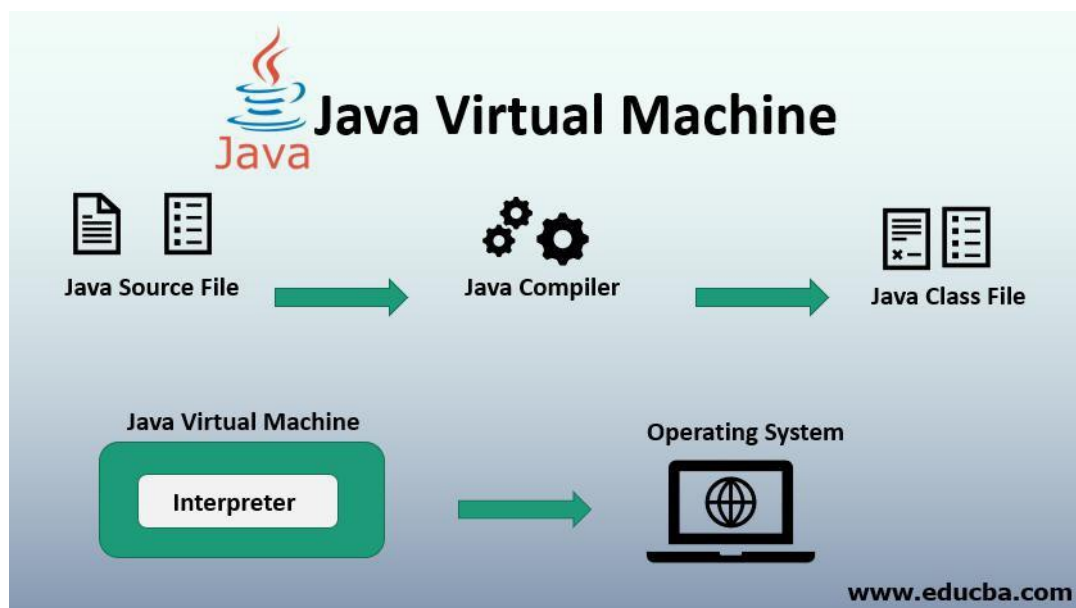 Java
Java Virtual Machine
Java Source File
Java Compiler
Java Class File
Java Virtual Machine
Interpreter
Operating System
www.educba.com